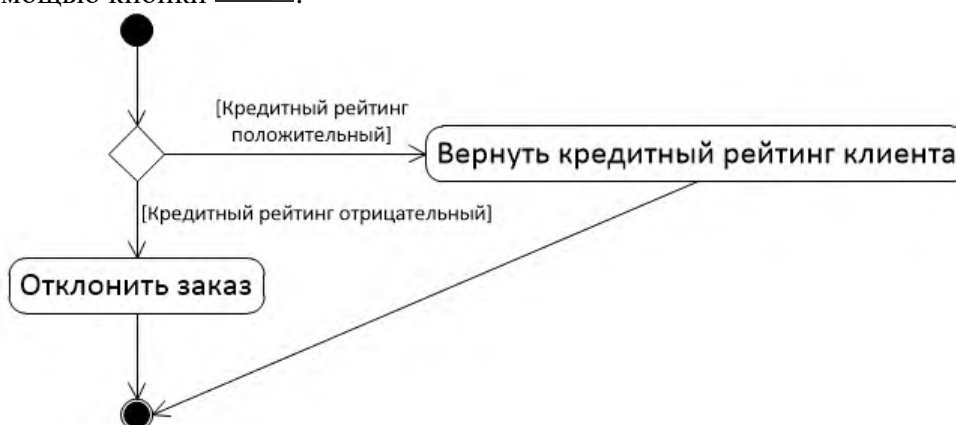 мощью кнопки
[Кредитный рейтинг
положительный]
Вернуть кредитный рейтинг клиента
[Кредитный рейтинг отрицательный]
Отклонить заказ